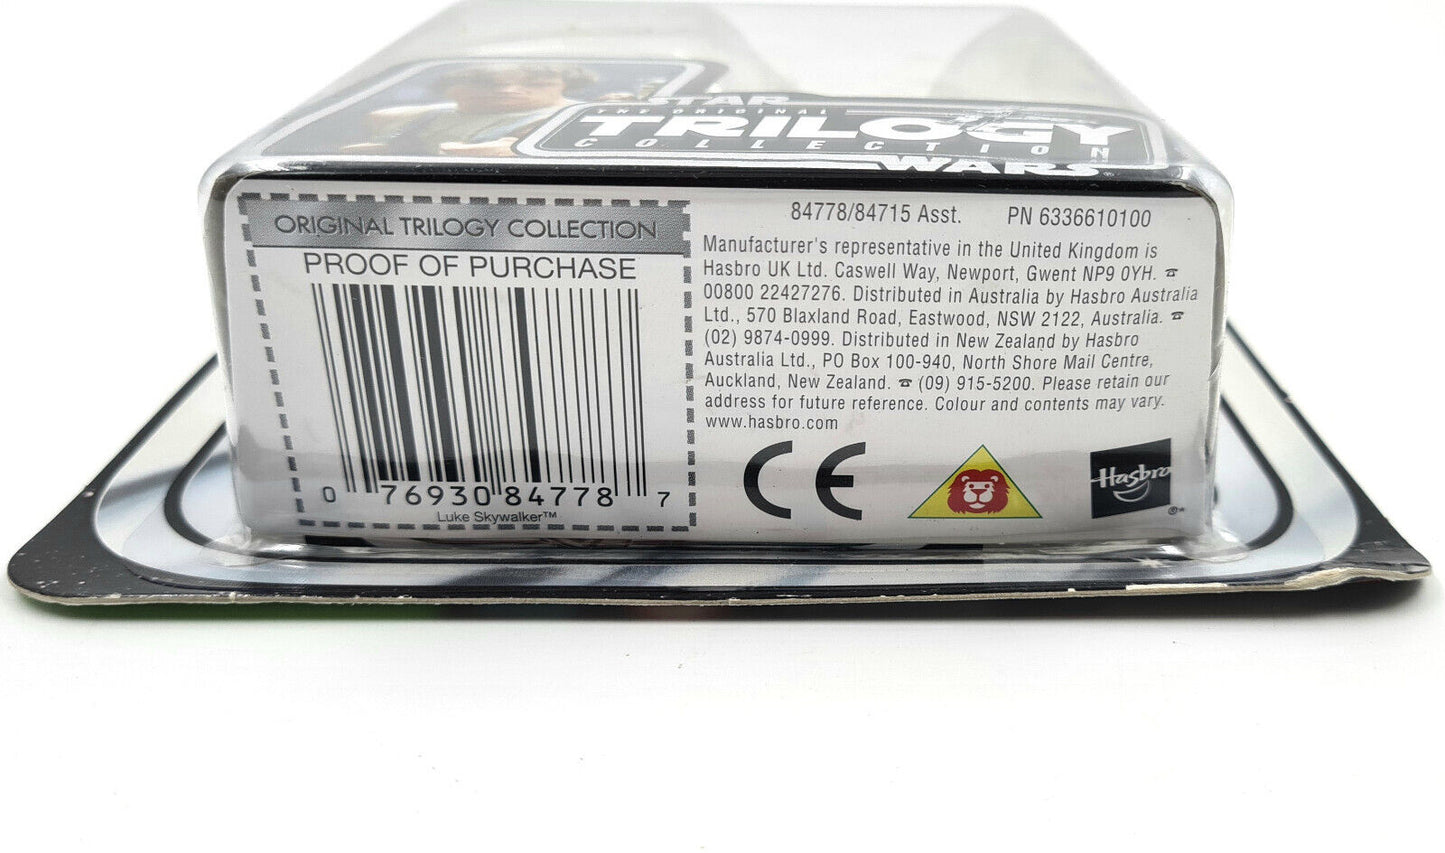 STAR
THE ORIGINAL
TRILOGY
COLLECTION
WARS®
ORIGINAL TRILOGY COLLECTION
PROOF OF PURCHASE
0 76930 84778 7
Luke Skywalker™
84778/84715 Asst. PN 6336610100
Manufacturer's representative in the United Kingdom is
Hasbro UK Ltd. Caswell Way, Newport, Gwent NP9 0YH. ☎
00800 22427276. Distributed in Australia by Hasbro Australia
Ltd., 570 Blaxland Road, Eastwood, NSW 2122, Australia. ☎
(02) 9874-0999. Distributed in New Zealand by Hasbro
Australia Ltd., PO Box 100-940, North Shore Mail Centre,
Auckland, New Zealand. ☎ (09) 915-5200. Please retain our
address for future reference. Colour and contents may vary.
www.hasbro.com
CE
Hasbro
®*